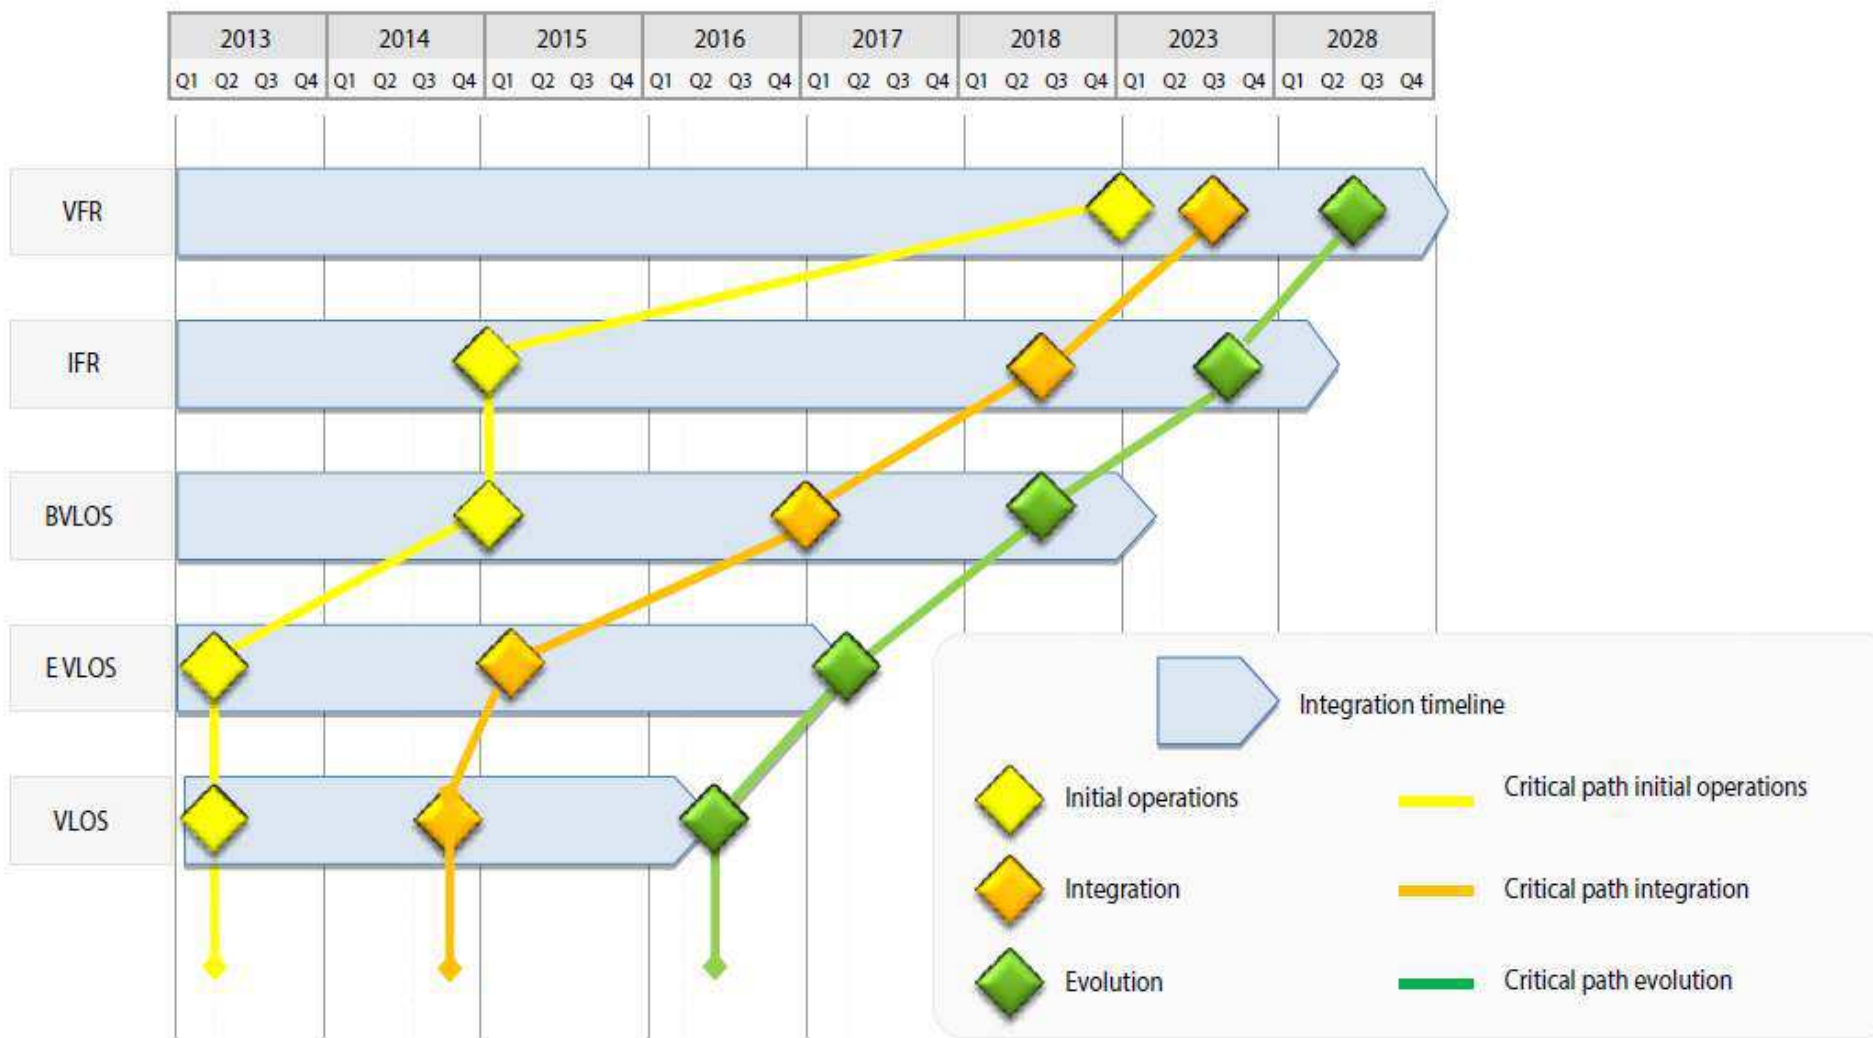 2013 2014 2015 2016 2017 2018 2023 2028
Q1 Q2 Q3 Q4 Q1 Q2 Q3 Q4 Q1 Q2 Q3 Q4 Q1 Q2 Q3 Q4 Q1 Q2 Q3 Q4 Q1 Q2 Q3 Q4 Q1 Q2 Q3 Q4 Q1 Q2 Q3 Q4
VFR
IFR
BVLOS
E VLOS
VLOS
Integration timeline
Initial operations
Critical path initial operations
Integration
Critical path integration
Evolution
Critical path evolution